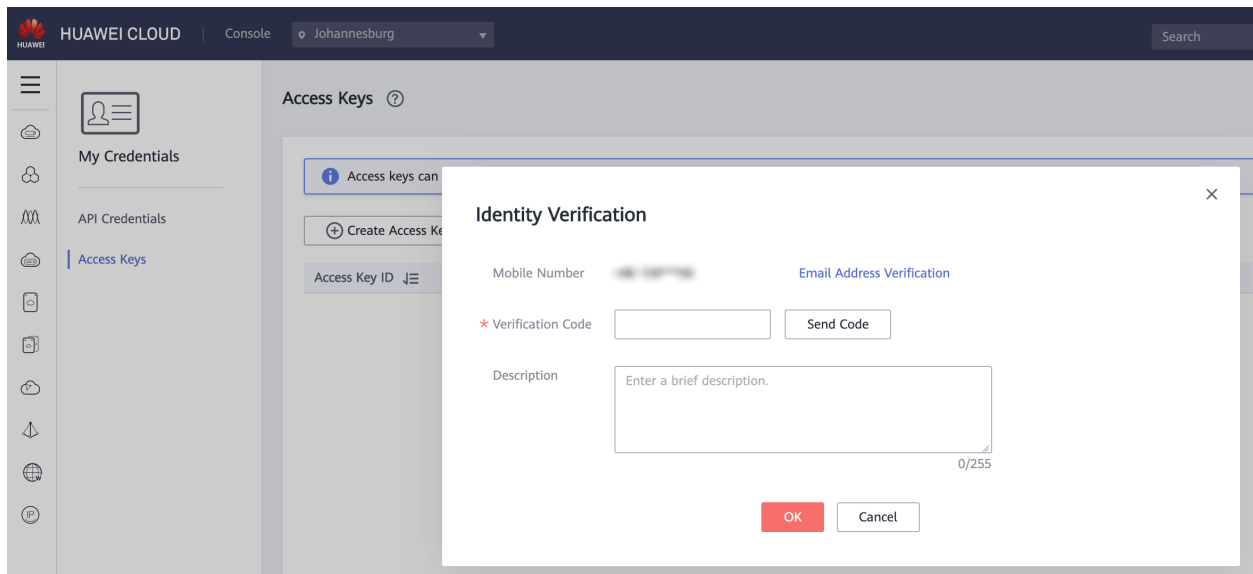 HUAWEI
HUAWEI CLOUD
Console
Johannesburg
Search
My Credentials
API Credentials
Access Keys
Access Keys ?
Access keys can
Create Access Ke
Access Key ID
Identity Verification
Mobile Number
Email Address Verification
* Verification Code
Send Code
Description
Enter a brief description.
0/255
OK
Cancel
W
IP